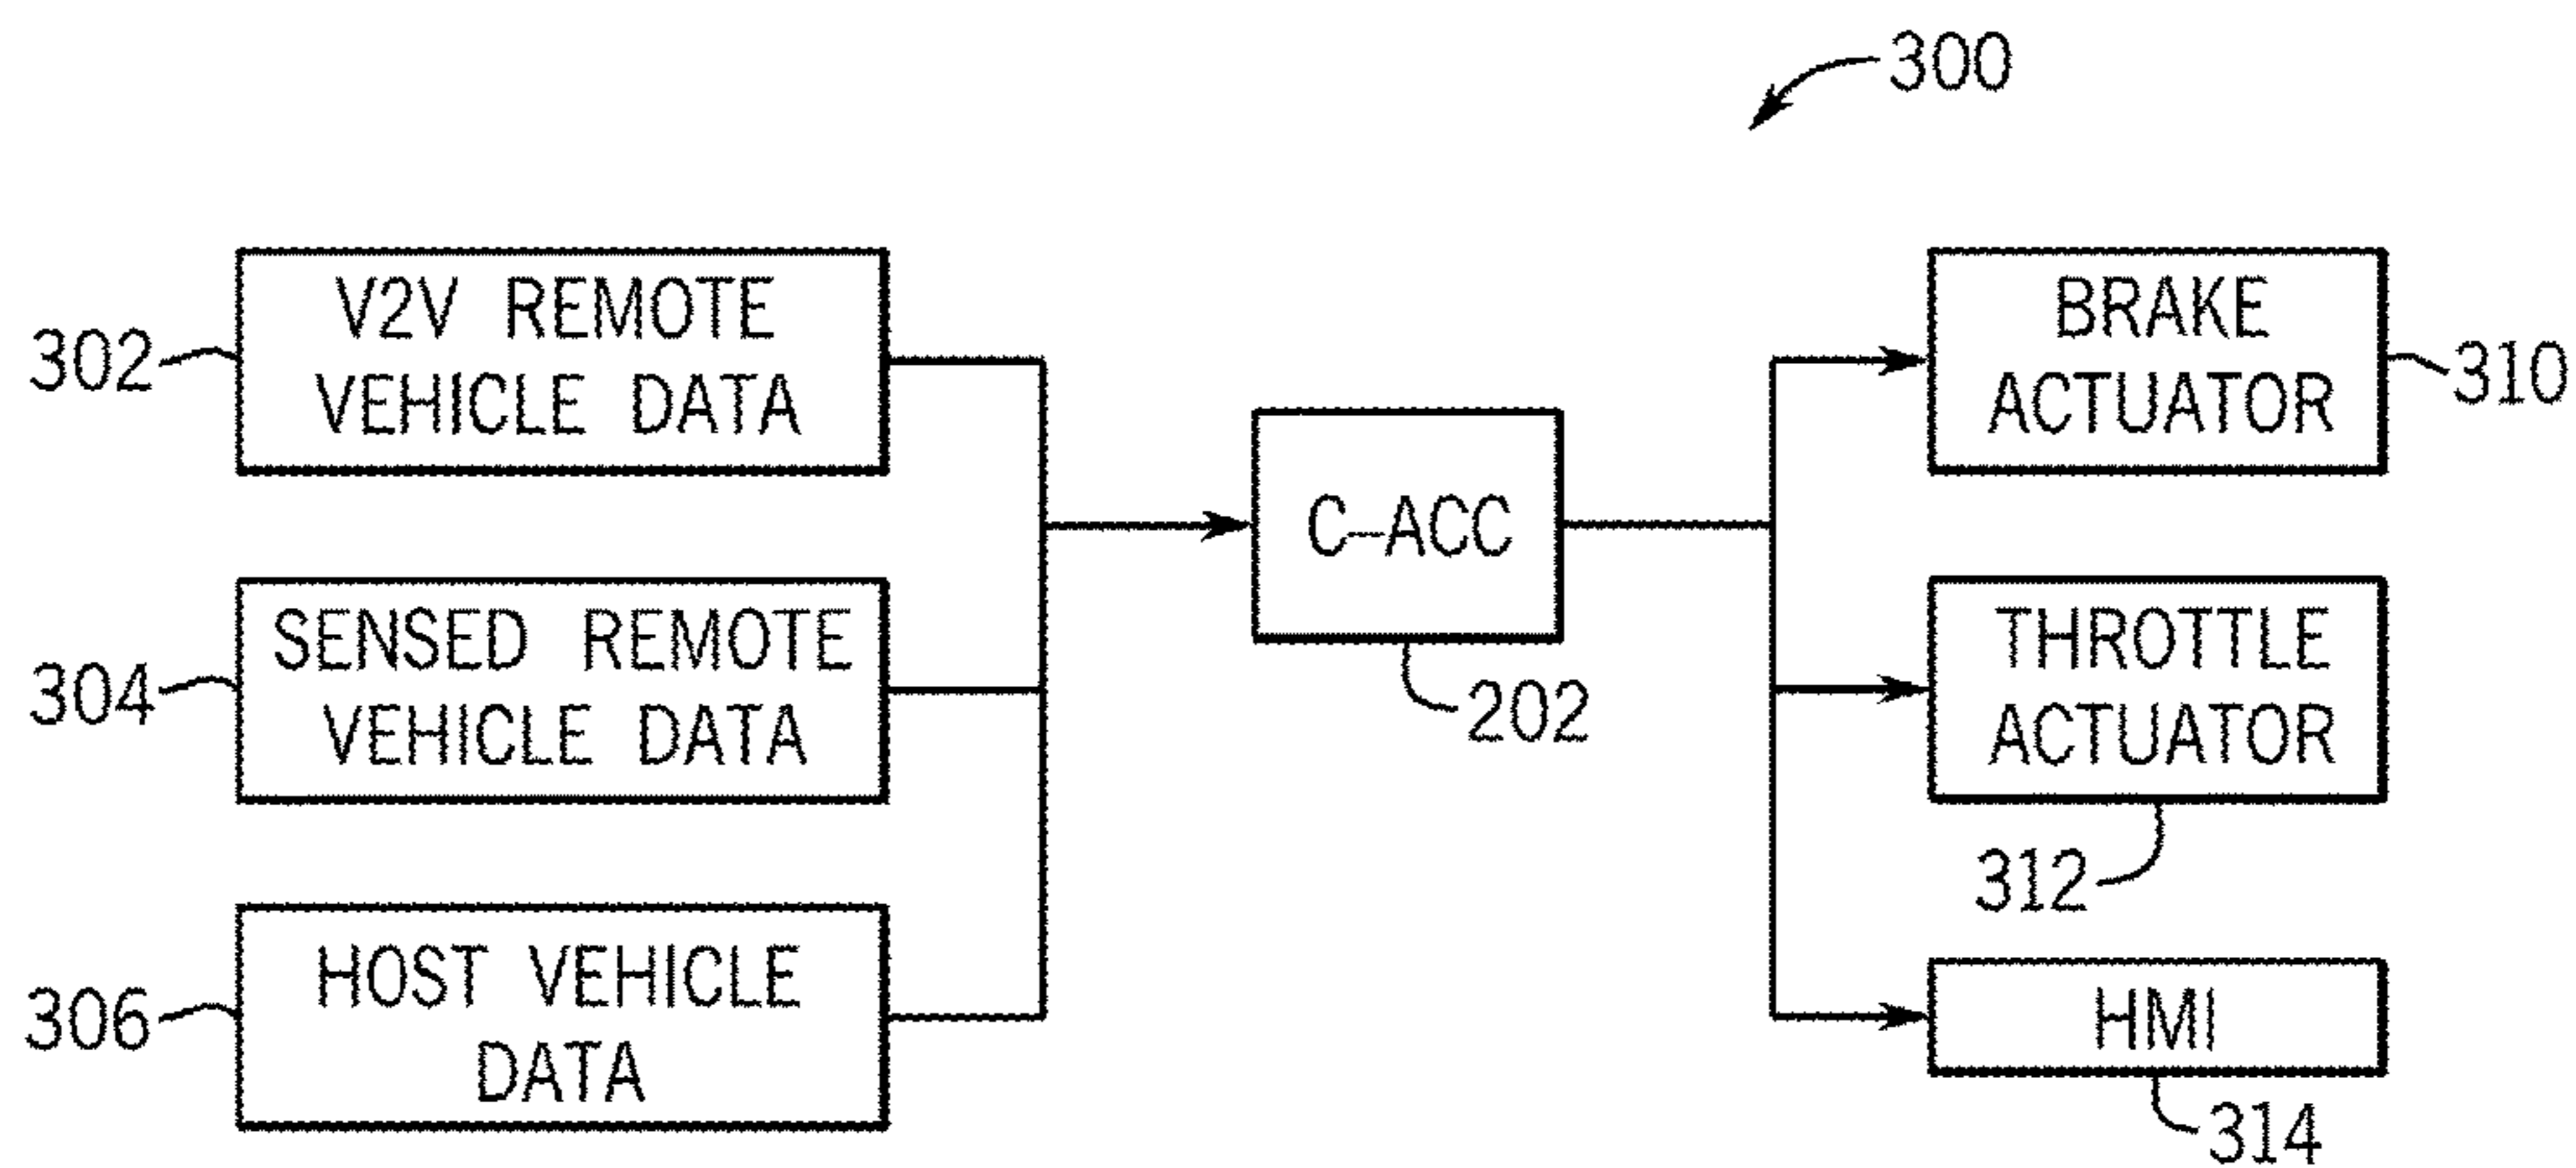 300
V2V REMOTE
VEHICLE DATA
302
SENSED REMOTE
VEHICLE DATA
304
HOST VEHICLE
DATA
306
C-ACC
202
BRAKE
ACTUATOR
310
THROTTLE
ACTUATOR
312
HMI
314